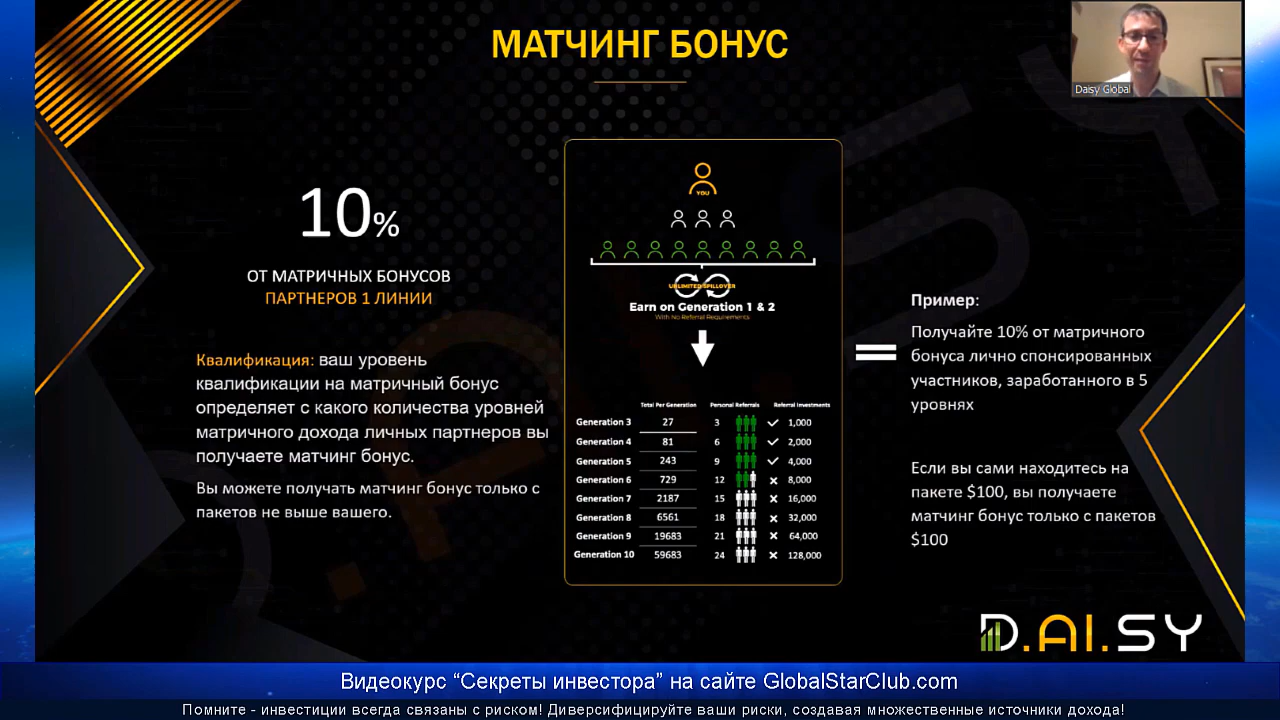 МАТЧИНГ БОНУС
Daisy Global
10%
ОТ МАТРИЧНЫХ БОНУСОВ
ПАРТНЕРОВ 1 ЛИНИИ
Квалификация: ваш уровень
квалификации на матричный бонус
определяет с какого количества уровней
матричного дохода личных партнеров вы
получаете матчинг бонус.
Вы можете получать матчинг бонус только с
пакетов не выше вашего.
YOU
UNLIMITED SPILLOVER
Earn on Generation 1 & 2
With No Referral Requirements
Total Per Generation Personal Referrals Referral Investments
Generation 3 27 3 ✓ 1,000
Generation 4 81 6 ✓ 2,000
Generation 5 243 9 ✓ 4,000
Generation 6 729 12 × 8,000
Generation 7 2187 15 × 16,000
Generation 8 6561 18 × 32,000
Generation 9 19683 21 × 64,000
Generation 10 59683 24 × 128,000
=
Пример:
Получайте 10% от матричного
бонуса лично спонсированных
участников, заработанного в 5
уровнях
Если вы сами находитесь на
пакете $100, вы получаете
матчинг бонус только с пакетов
$100
D.AI.SY
Видеокурс “Секреты инвестора” на сайте GlobalStarClub.com
Помните - инвестиции всегда связаны с риском! Диверсифицируйте ваши риски, создавая множественные источники дохода!